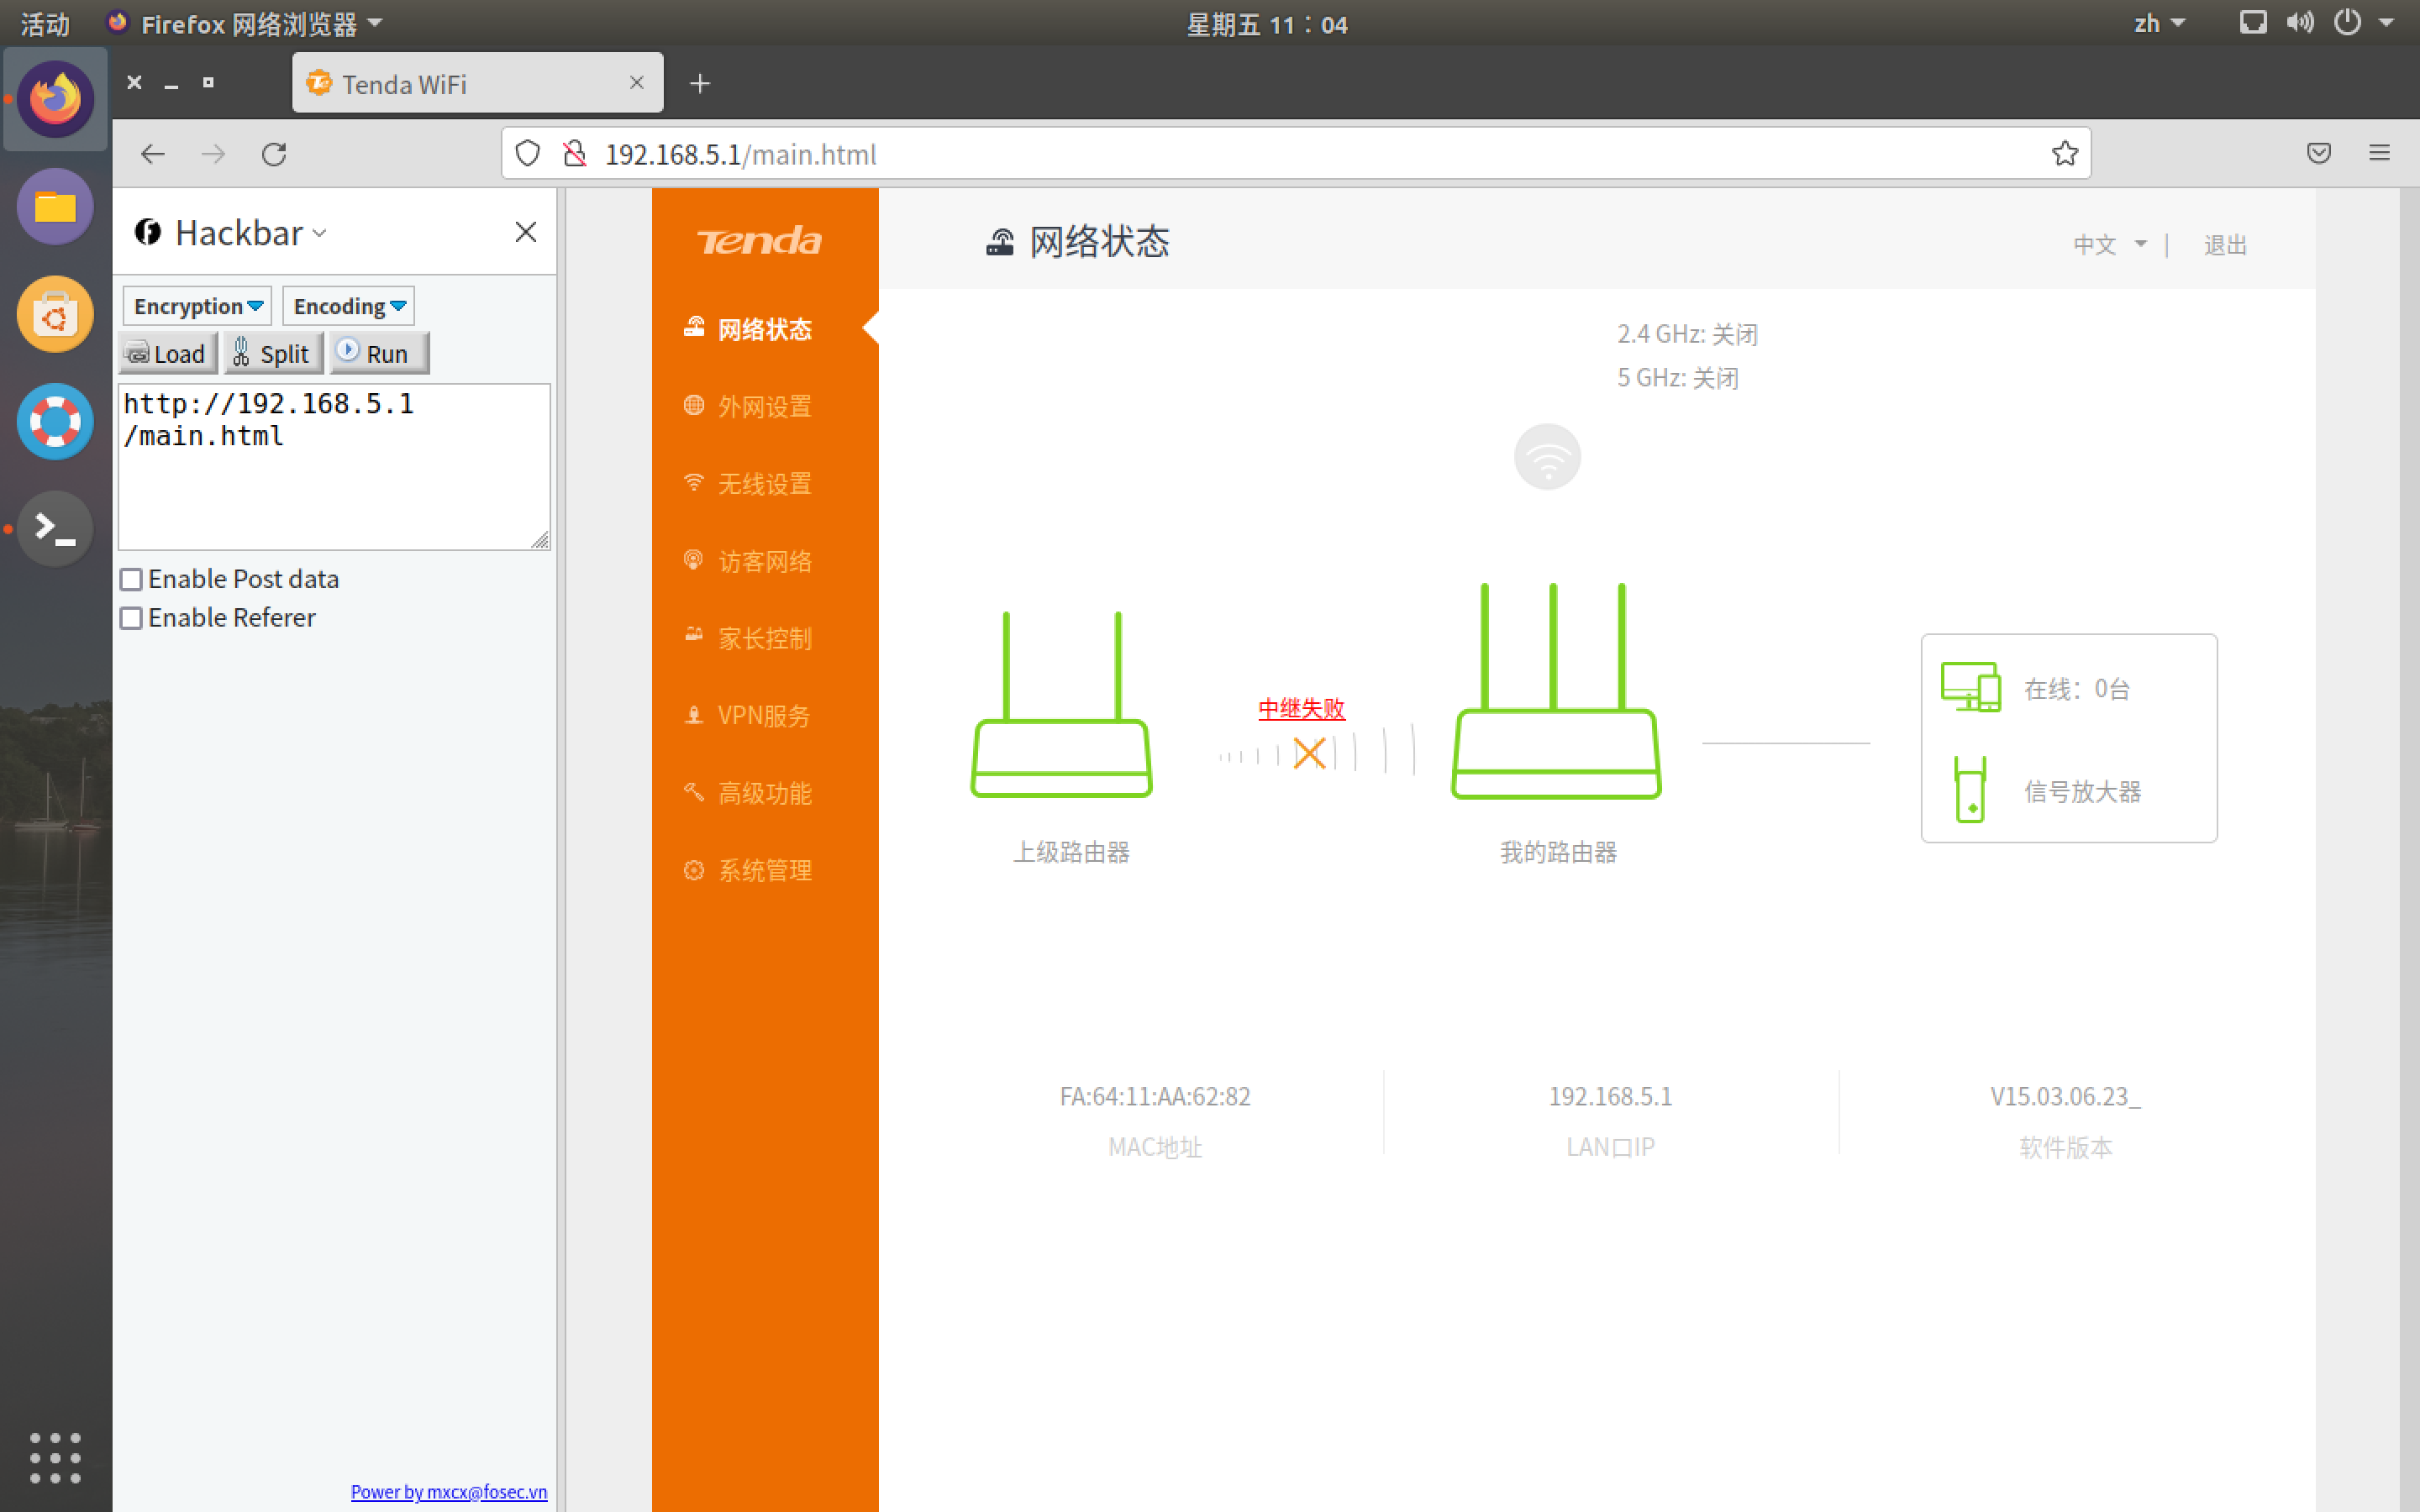 活动
Firefox 网络浏览器
星期五 11：04
zh
Tenda WiFi
192.168.5.1/main.html
Hackbar
Encryption
Encoding
Load
Split
Run
http://192.168.5.1
/main.html
Enable Post data
Enable Referer
Power by mxcx@fosec.vn
Tenda
网络状态
外网设置
无线设置
访客网络
家长控制
VPN服务
高级功能
系统管理
网络状态
中文
|
退出
2.4 GHz: 关闭
5 GHz: 关闭
中继失败
上级路由器
我的路由器
在线：0台
信号放大器
FA:64:11:AA:62:82
MAC地址
192.168.5.1
LAN口IP
V15.03.06.23_
软件版本